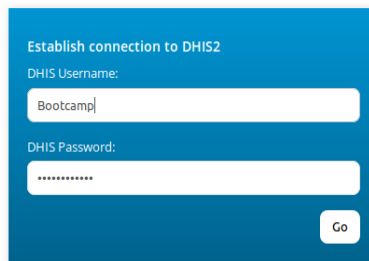 Establish connection to DHIS2
DHIS Username:
Bootcamp
DHIS Password:
••••••••••••
Go